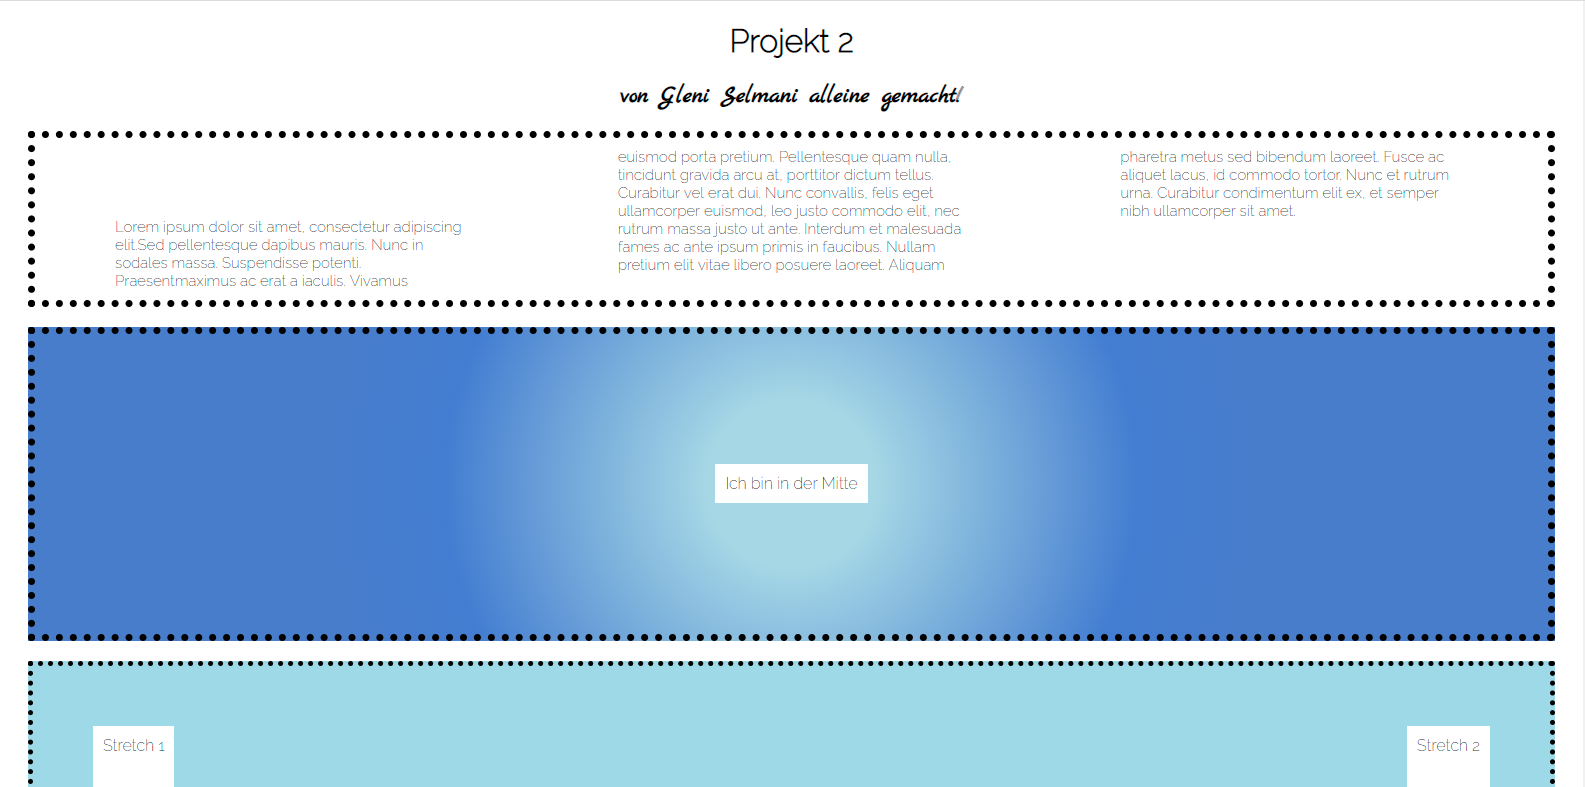 Projekt 2
von Gleni Selmani alleine gemacht!
Lorem ipsum dolor sit amet, consectetur adipiscing
elit.Sed pellentesque dapibus mauris. Nunc in
sodales massa. Suspendisse potenti.
Praesentmaximus ac erat a iaculis. Vivamus
euismod porta pretium. Pellentesque quam nulla,
tincidunt gravida arcu at, porttitor dictum tellus.
Curabitur vel erat dui. Nunc convallis, felis eget
ullamcorper euismod, leo justo commodo elit, nec
rutrum massa justo ut ante. Interdum et malesuada
fames ac ante ipsum primis in faucibus. Nullam
pretium elit vitae libero posuere laoreet. Aliquam
pharetra metus sed bibendum laoreet. Fusce ac
aliquet lacus, id commodo tortor. Nunc et rutrum
urna. Curabitur condimentum elit ex, et semper
nibh ullamcorper sit amet.
Ich bin in der Mitte
Stretch 1
Stretch 2